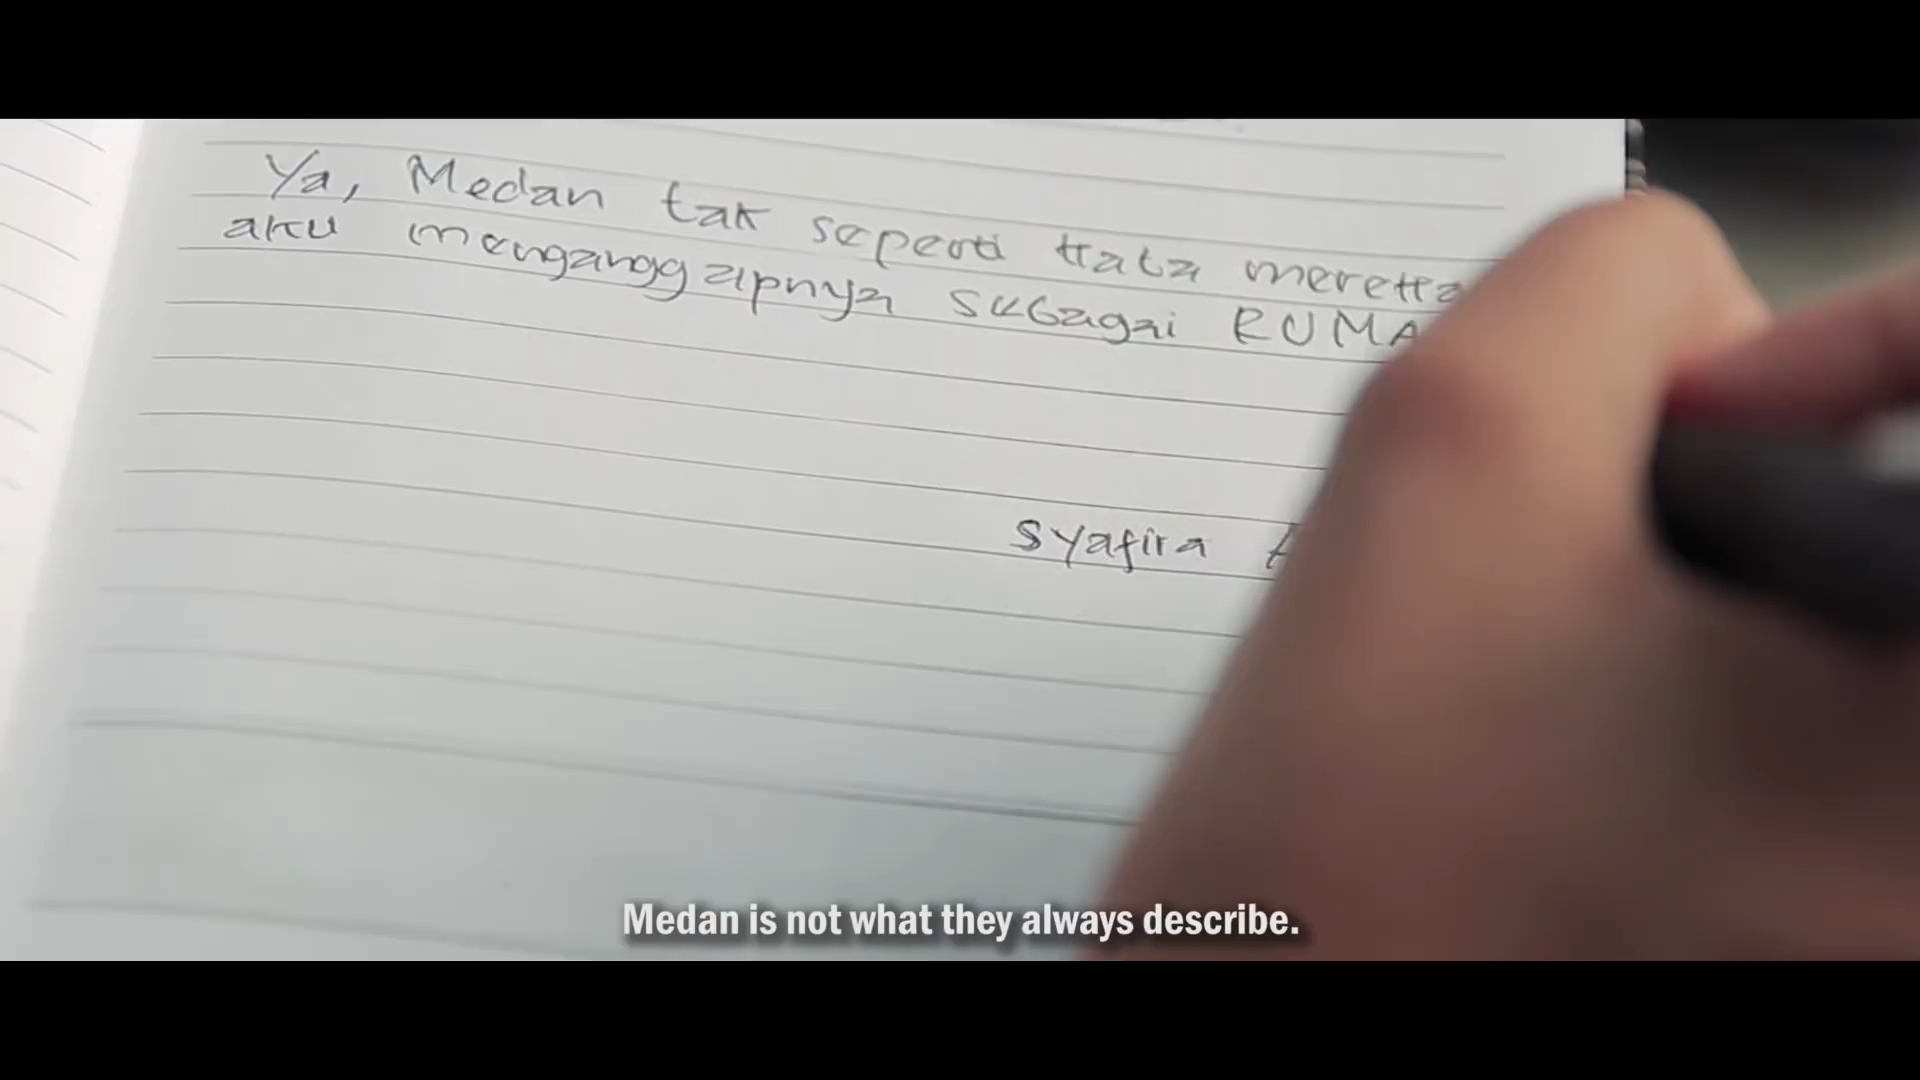 Ya, Medan tak seperti kata mereka
aku menganggapnya sebagai RUMA
Syafira A
Medan is not what they always describe.